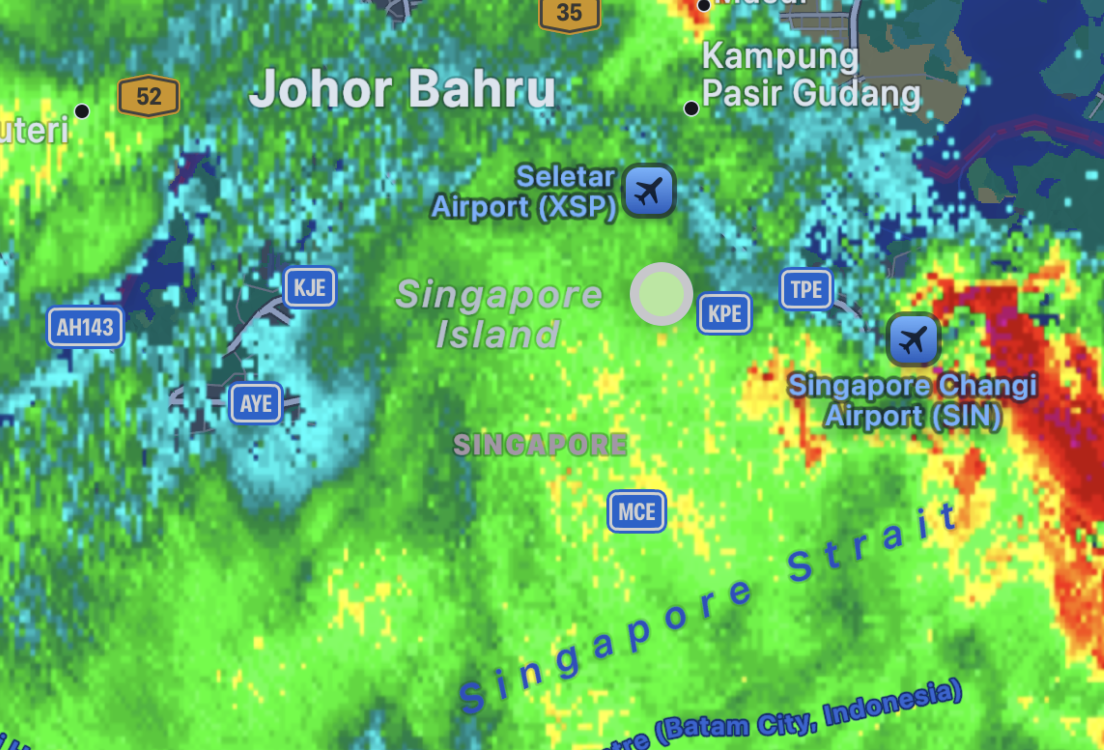 35
Kampung
Pasir Gudang
52
Johor Bahru
Seletar
Airport (XSP)
KJE
TPE
Singapore
Island
KPE
AH143
Singapore Changi
Airport (SIN)
AYE
SINGAPORE
MCE
Singapore Strait
(Batam City, Indonesia)